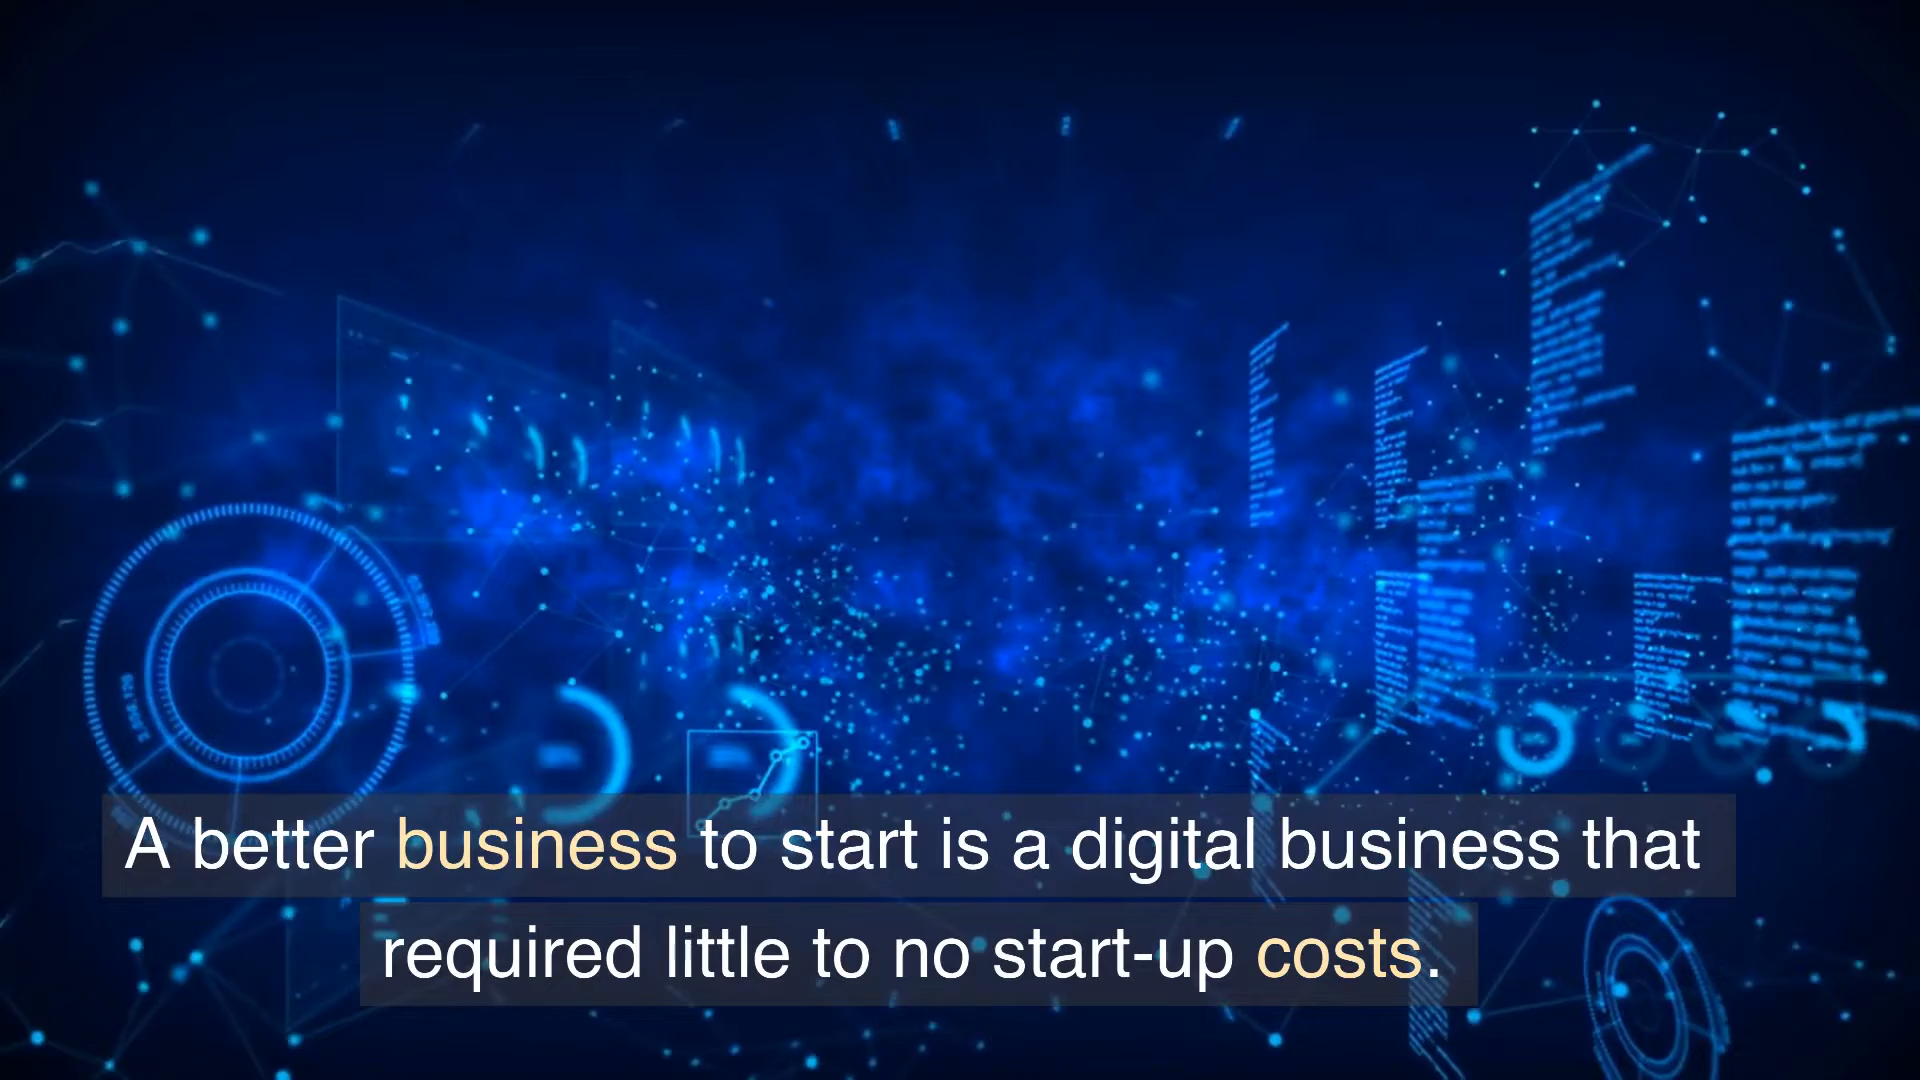 A better business to start is a digital business that
required little to no start-up costs.